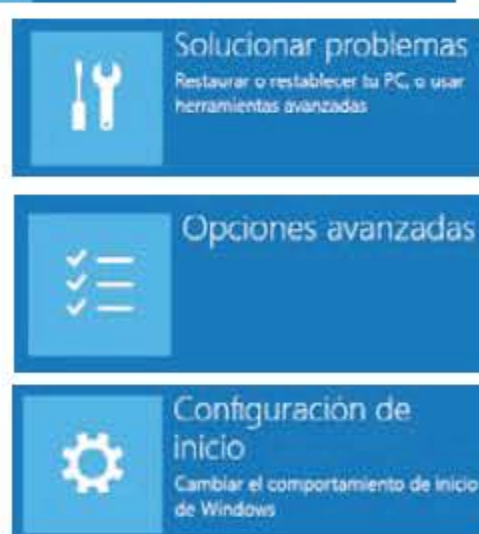 Solucionar problemas
Restaurar o restablecer tu PC, o usar
herramientas avanzadas
Opciones avanzadas
Configuración de
inicio
Cambiar el comportamiento de inicio
de Windows